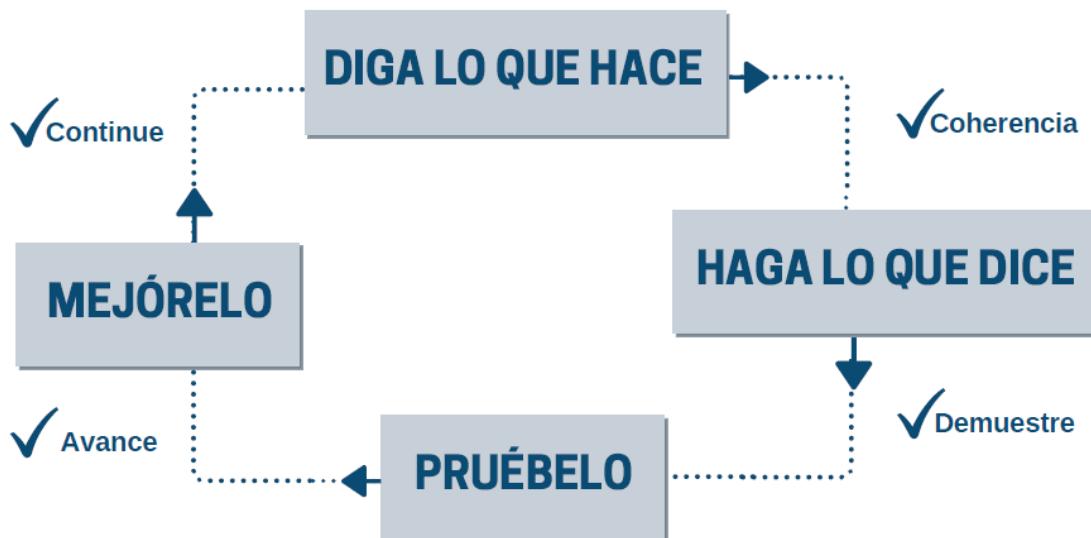 DIGA LO QUE HACE
Continue
Coherencia
HAGA LO QUE DICE
MEJÓRELO
Demuestre
Avance
PRUÉBELO